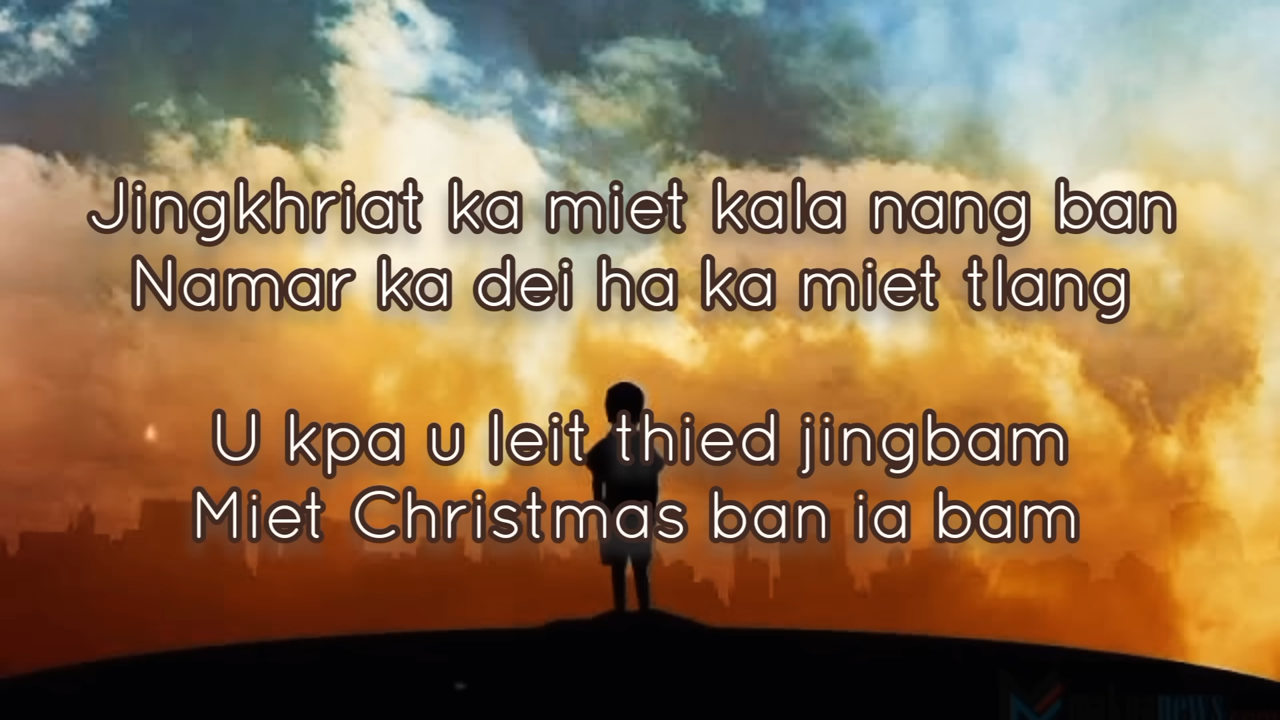 Jingkhriat ka miet kala nang ban
Namar ka dei ha ka miet tlang
U kpa u leit thied jingbam
Miet Christmas ban ia bam